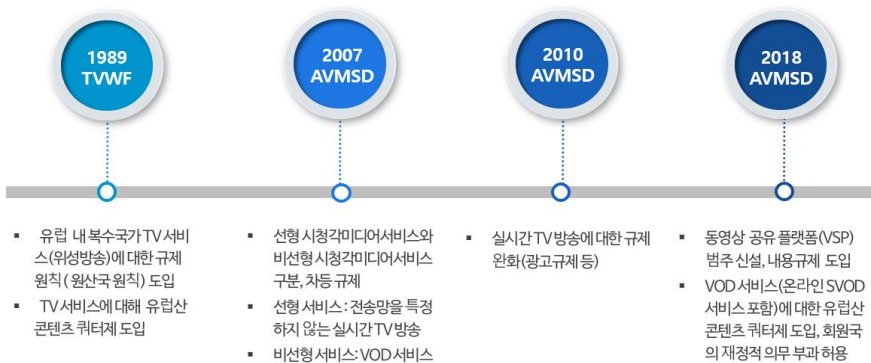 1989
TVWF
2007
AVMSD
2010
AVMSD
2018
AVMSD
▪ 유럽 내 복수국가 TV 서비
스(위성방송)에 대한 규제
원칙 ( 원산국 원칙) 도입
▪ TV 서비스에 대해 유럽산
콘텐츠 쿼터제 도입
▪ 선형 시청각미디어서비스와
비선형 시청각미디어서비스
구분, 차등 규제
▪ 선형 서비스 : 전송망을 특정
하지 않는 실시간 TV 방송
▪ 비선형 서비스: VOD 서비스
▪ 실시간 TV 방송에 대한 규제
완화(광고규제 등)
▪ 동영상 공유 플랫폼(VSP)
범주 신설, 내용규제 도입
▪ VOD 서비스(온라인 SVOD
서비스 포함)에 대한 유럽산
콘텐츠 쿼터제 도입, 회원국
의 재정적 의무 부과 허용